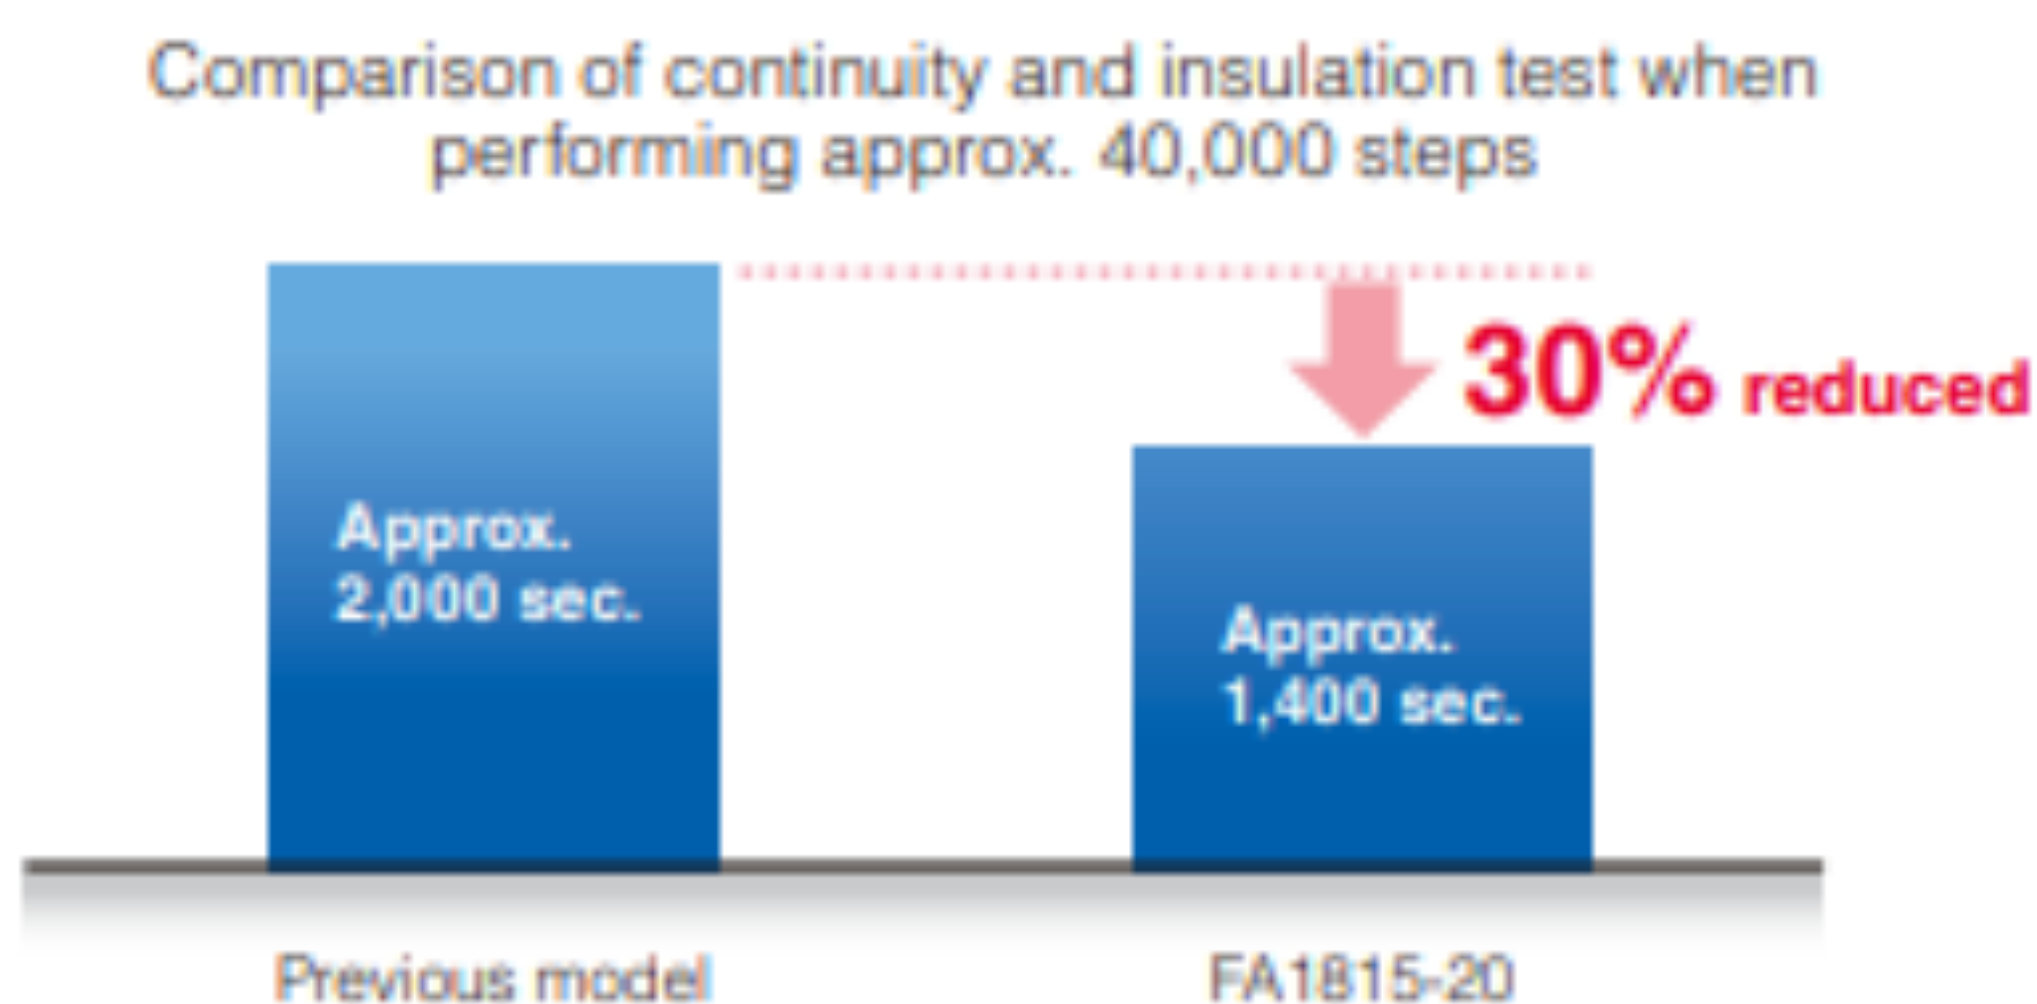 Comparison of continuity and insulation test when
performing approx. 40,000 steps
30% reduced
Approx.
2,000 sec.
Approx.
1,400 sec.
Previous model
FA1815-20